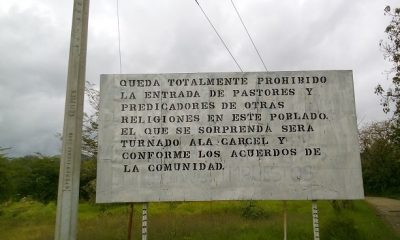 QUEDA TOTALMENTE PROHIBIDO
LA ENTRADA DE PASTORES Y
PREDICADORES DE OTRAS
RELIGIONES EN ESTE POBLADO.
EL QUE SE SORPRENDA SERA
TURNADO ALA CARCEL Y
CONFORME LOS ACUERDOS DE
LA COMUNIDAD.